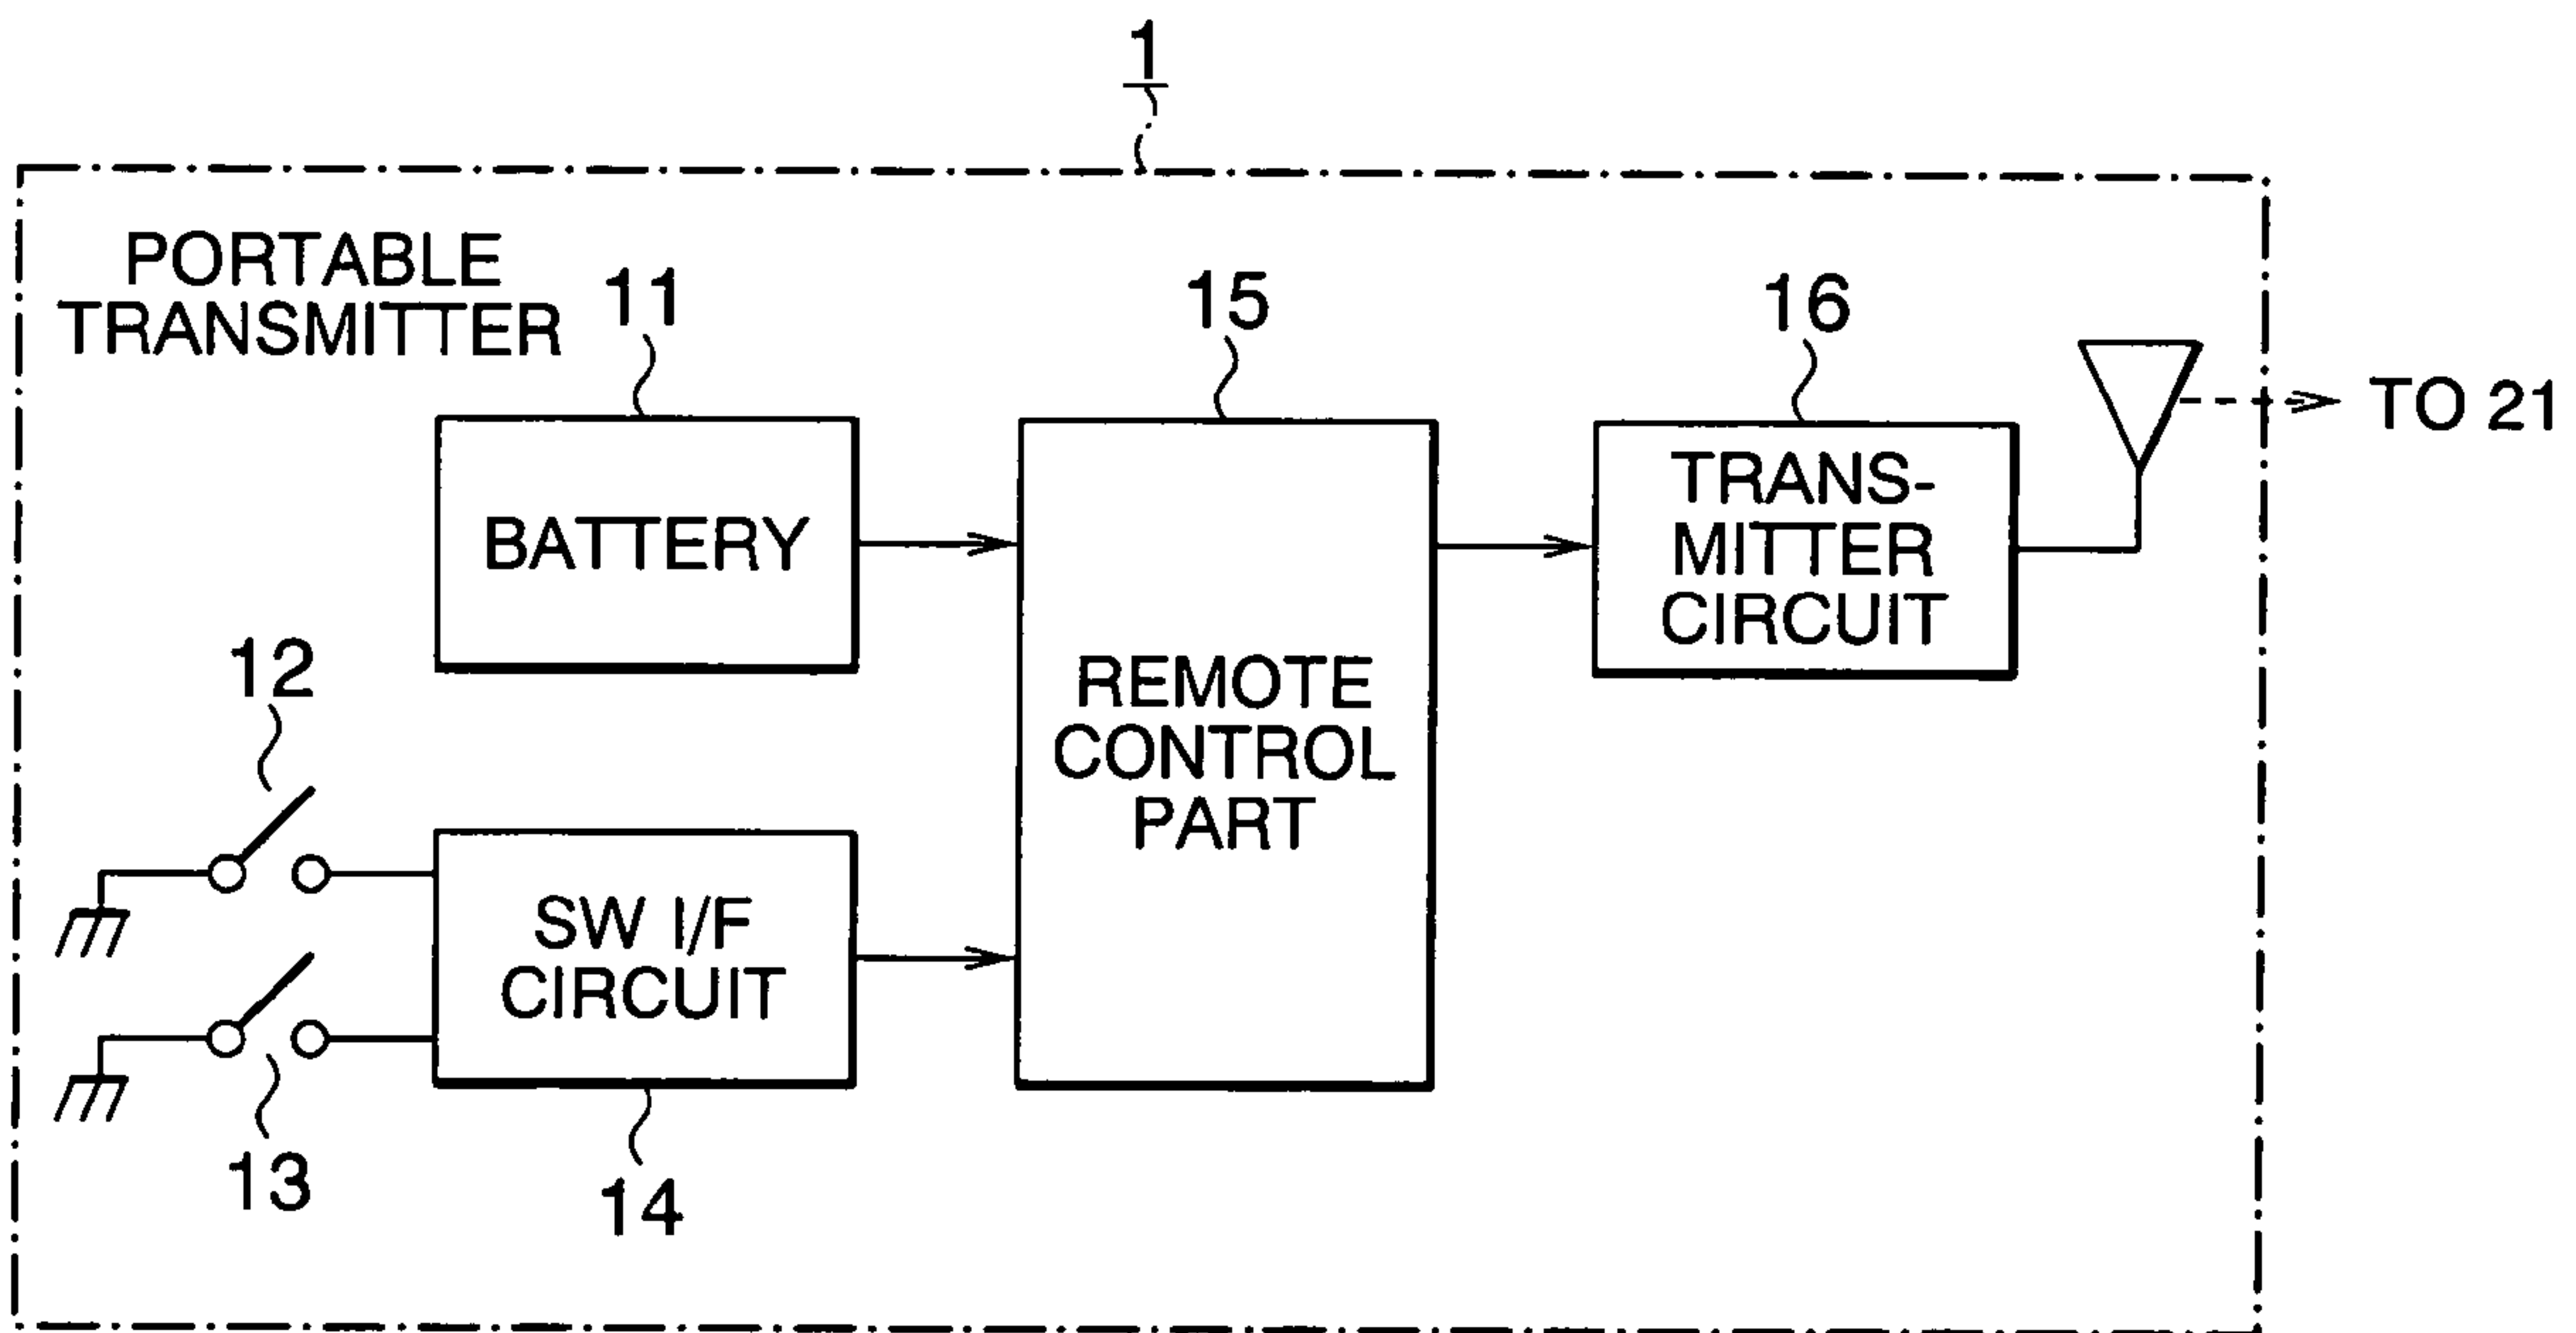 1
PORTABLE
TRANSMITTER
11
15
16
TO 21
BATTERY
TRANS-
MITTER
CIRCUIT
12
REMOTE
CONTROL
PART
SW I/F
CIRCUIT
13
14